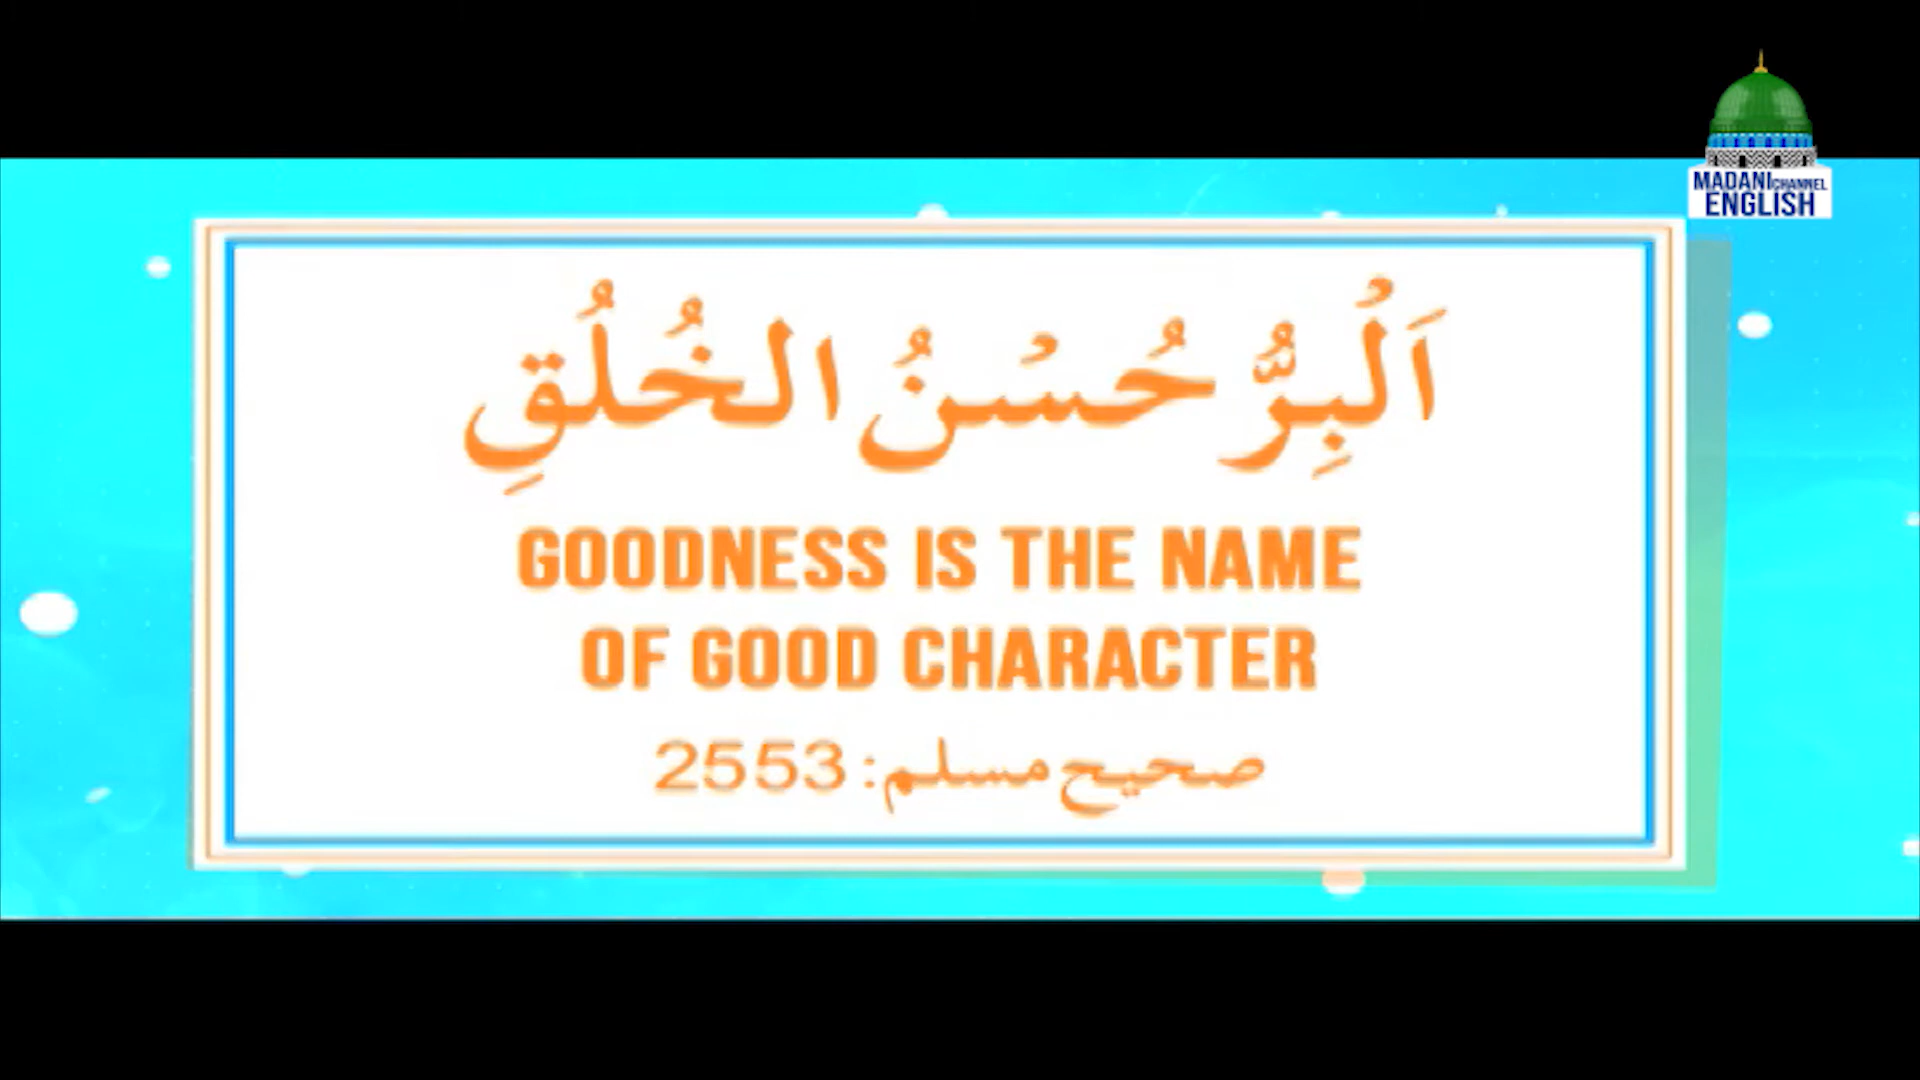 اَلْبِرُّ حُسْنُ الْخُلُقِ
GOODNESS IS THE NAME
OF GOOD CHARACTER
صحیح مسلم: 2553
MADANI CHANNEL
ENGLISH